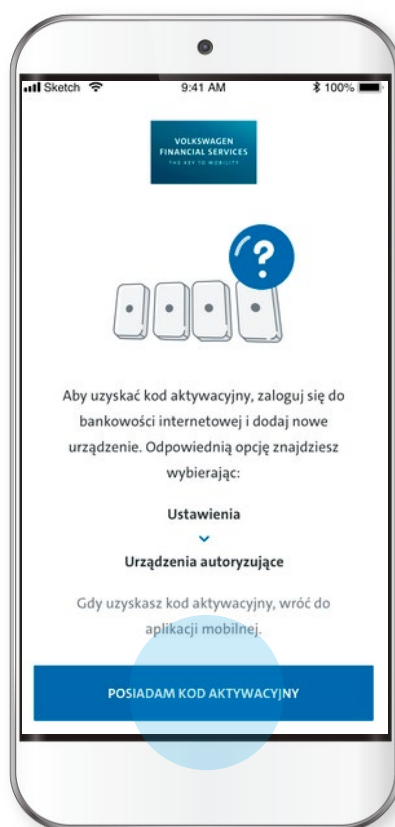 Sketch 9:41 AM 100%
VOLKSWAGEN
FINANCIAL SERVICES
THE KEY TO MOBILITY
?
Aby uzyskać kod aktywacyjny, zaloguj się do
bankowości internetowej i dodaj nowe
urządzenie. Odpowiednią opcję znajdziesz
wybierając:
Ustawienia
Urządzenia autoryzujące
Gdy uzyskasz kod aktywacyjny, wróć do
aplikacji mobilnej.
POSIADAM KOD AKTYWACYJNY